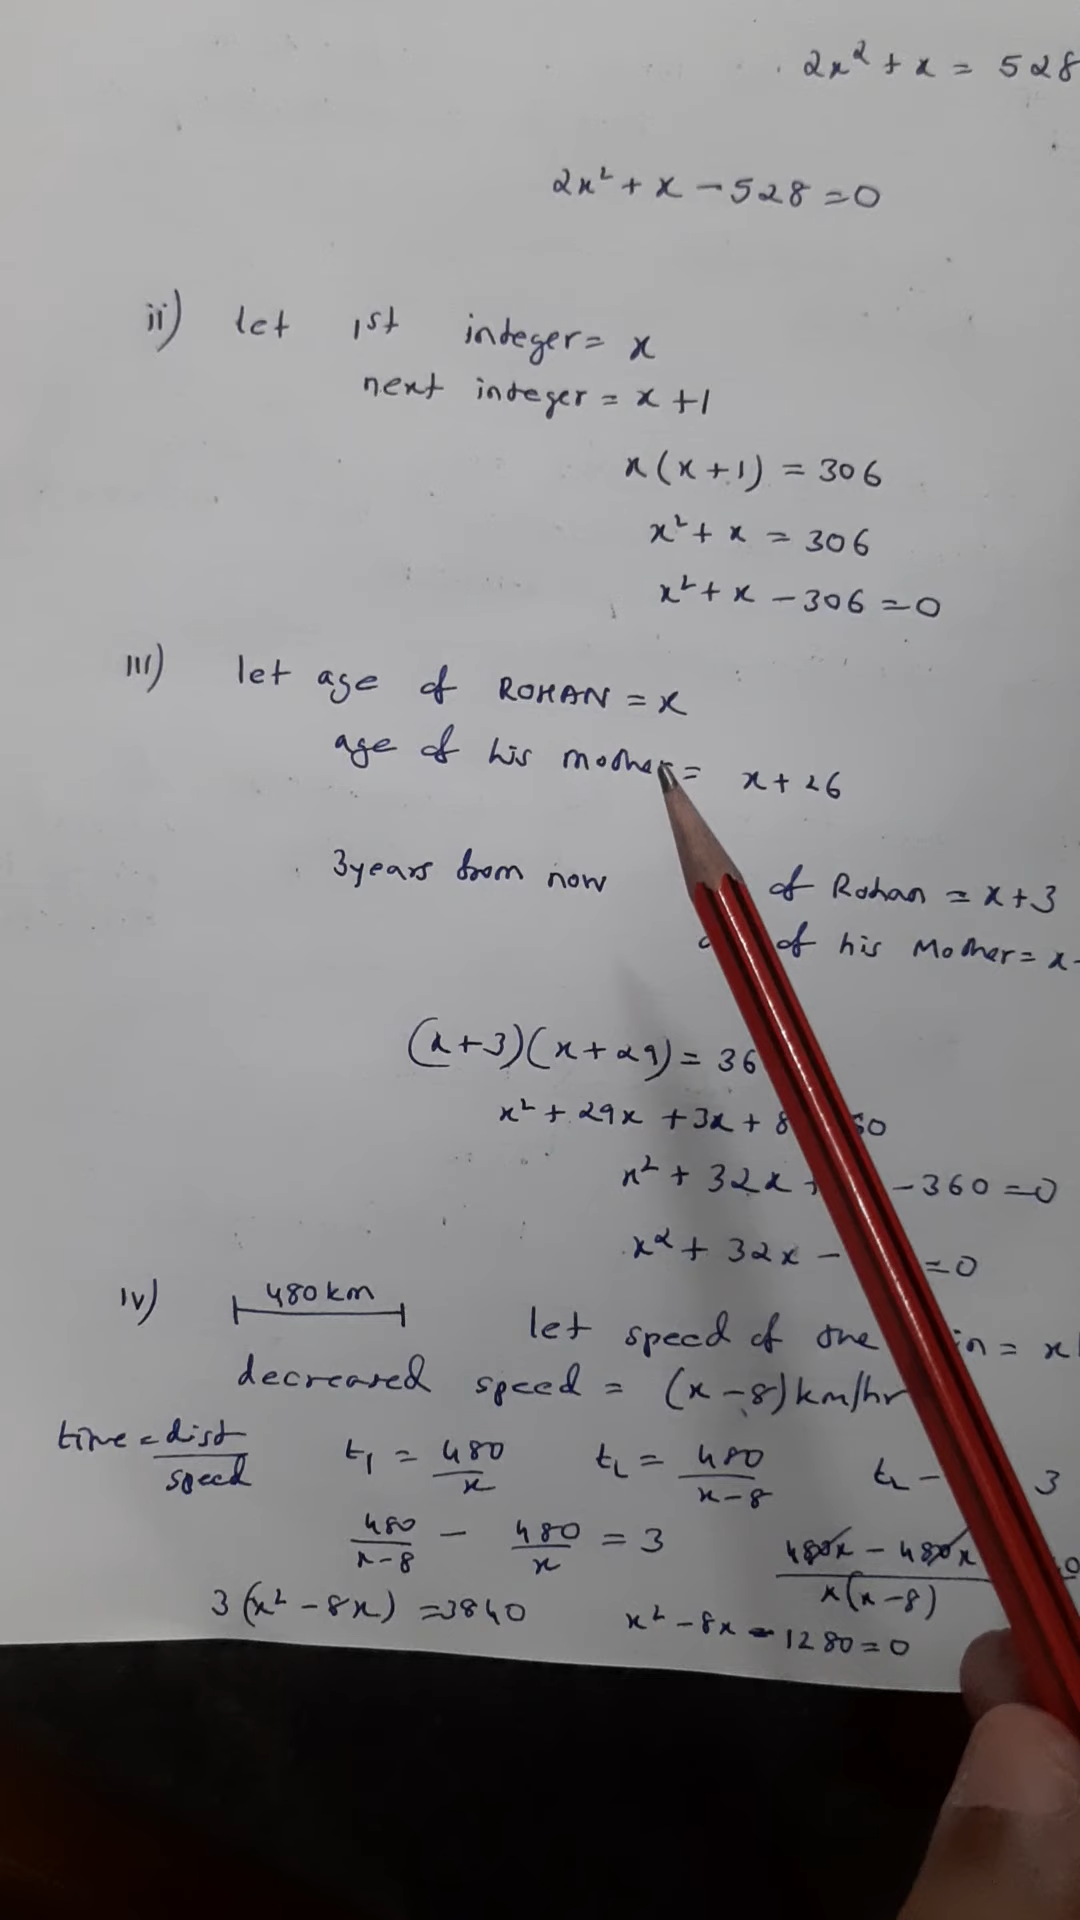 2x² + x = 528
2x² + x - 528 = 0
ii) let 1st integer = x
next integer = x + 1
x(x + 1) = 306
x² + x = 306
x² + x - 306 = 0
iii) let age of ROHAN = x
age of his mother = x + 26
3 years from now of Rohan = x + 3
of his Mother = x
(x + 3)(x + 29) = 36
x² + 29x + 3x + 8 60
x² + 32x + - 360 = 0
x² + 32x - = 0
iv) 480 km let speed of the in = x
decreased speed = (x - 8) km/hr
time = dist/speed t₁ = 480/x t₂ = 480/x-8 t₂ - 3
480/x-8 - 480/x = 3 480x - 480x /x(x-8)
3(x² - 8x) = 3840 x² - 8x - 1280 = 0